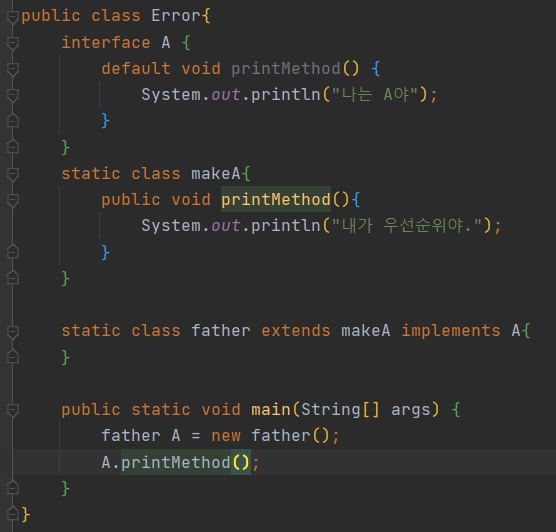 public class Error{
    interface A {
        default void printMethod() {
            System.out.println("나는 A야");
        }
    }
    static class makeA{
        public void printMethod(){
            System.out.println("내가 우선순위야.");
        }
    }

    static class father extends makeA implements A{
    }

    public static void main(String[] args) {
        father A = new father();
        A.printMethod();
    }
}